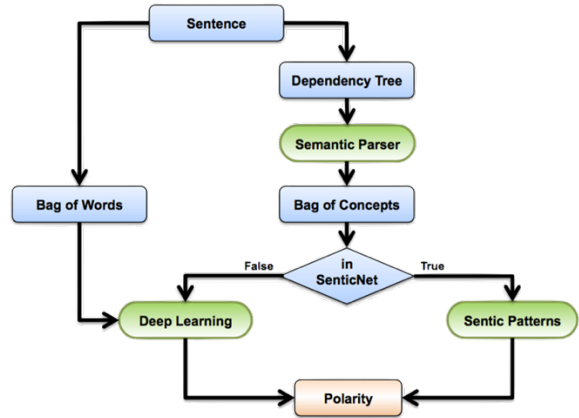 Sentence
Dependency Tree
Semantic Parser
Bag of Words
Bag of Concepts
False
in
SenticNet
True
Deep Learning
Sentic Patterns
Polarity